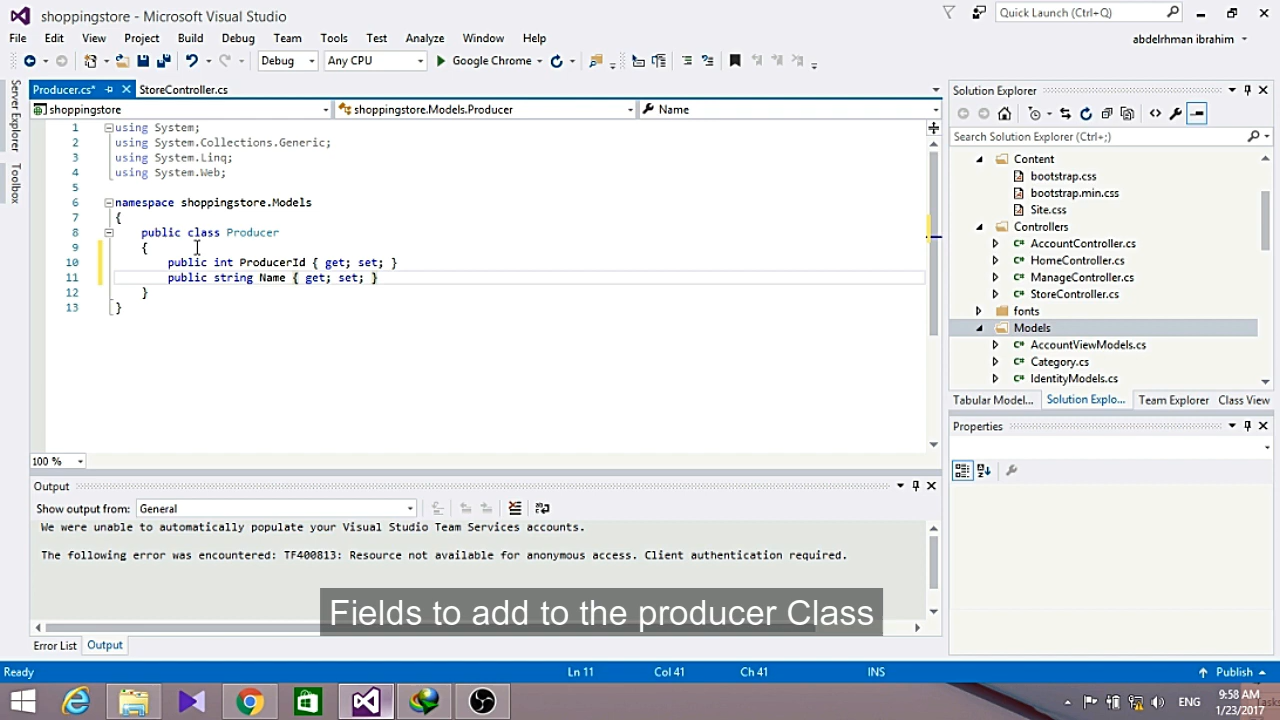 shoppingstore - Microsoft Visual Studio
Quick Launch (Ctrl+Q)
File Edit View Project Build Debug Team Tools Test Analyze Window Help
abdelrhman ibrahim
Debug Any CPU Google Chrome
Server Explorer
Toolbox
Producer.cs* StoreController.cs
shoppingstore shoppingstore.Models.Producer Name
1 using System;
2 using System.Collections.Generic;
3 using System.Linq;
4 using System.Web;
5
6 namespace shoppingstore.Models
7 {
8 public class Producer
9 {
10 public int ProducerId { get; set; }
11 public string Name { get; set; }
12 }
13 }
100 %
Solution Explorer
Search Solution Explorer (Ctrl+;)
Content
bootstrap.css
bootstrap.min.css
Site.css
Controllers
C# AccountController.cs
C# HomeController.cs
C# ManageController.cs
C# StoreController.cs
fonts
Models
C# AccountViewModels.cs
C# Category.cs
C# IdentityModels.cs
Tabular Model... Solution Explo... Team Explorer Class View
Properties
Output
Show output from: General
We were unable to automatically populate your Visual Studio Team Services accounts.
The following error was encountered: TF400813: Resource not available for anonymous access. Client authentication required.
Fields to add to the producer Class
Error List Output
Ready Ln 11 Col 41 Ch 41 INS Publish
ENG 9:58 AM
1/23/2017